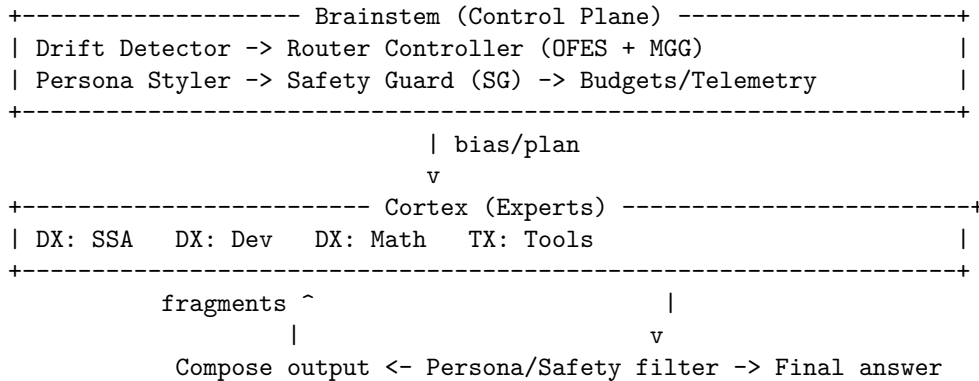 +------------------- Brainstem (Control Plane) -------------------+
| Drift Detector -> Router Controller (OFES + MGG)                |
| Persona Styler -> Safety Guard (SG) -> Budgets/Telemetry        |
+-----------------------------------------------------------------+
                             | bias/plan
                             v
+------------------------ Cortex (Experts) ------------------------+
| DX: SSA   DX: Dev   DX: Math   TX: Tools                        |
+-----------------------------------------------------------------+
          fragments ^                        |
                   |                        v
           Compose output <- Persona/Safety filter -> Final answer